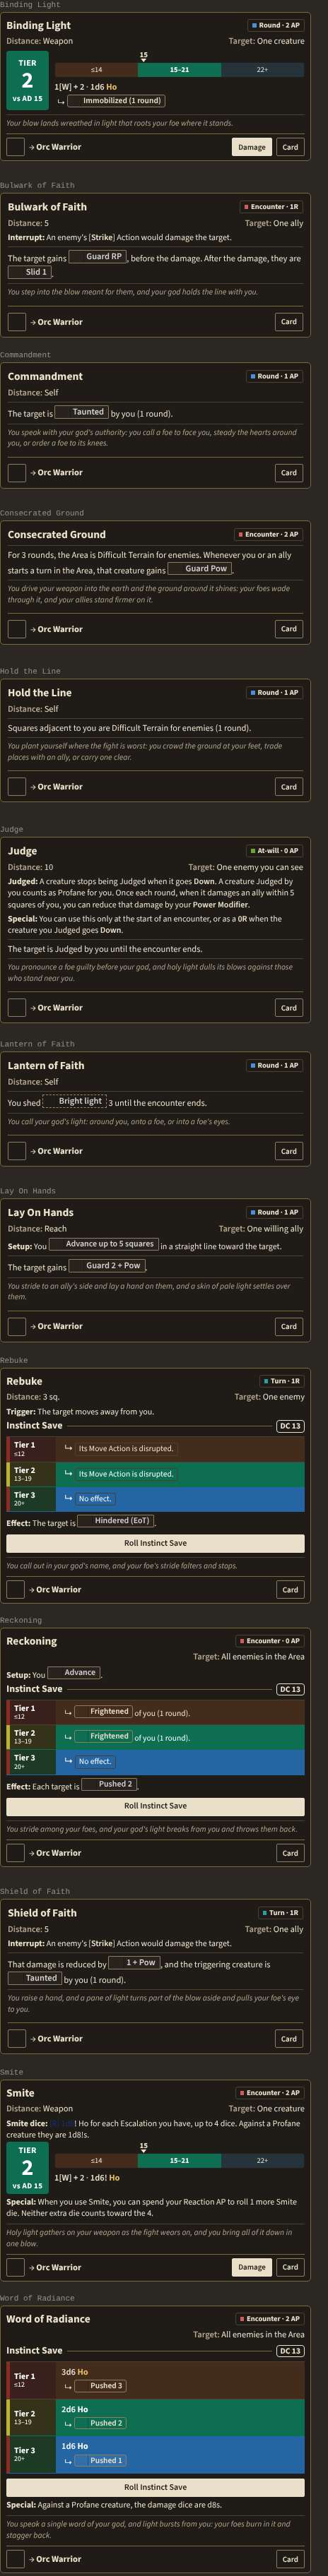 Binding Light
Binding Light
Round · 2 AP
Distance: Weapon
Target: One creature
15
TIER
2
vs AD 15
≤14
15–21
22+
1[W] + 2 · 1d6 Ho
Immobilized (1 round)
Your blow lands wreathed in light that roots your foe where it stands.
→ Orc Warrior
Damage
Card
Bulwark of Faith
Bulwark of Faith
Encounter · 1R
Distance: 5
Target: One ally
Interrupt: An enemy's [Strike] Action would damage the target.
The target gains Guard RP, before the damage. After the damage, they are
Slid 1.
You step into the blow meant for them, and your god holds the line with you.
→ Orc Warrior
Card
Commandment
Commandment
Round · 1 AP
Distance: Self
The target is Taunted by you (1 round).
You speak with your god's authority: you call a foe to face you, steady the hearts around
you, or order a foe to its knees.
→ Orc Warrior
Card
Consecrated Ground
Consecrated Ground
Encounter · 2 AP
For 3 rounds, the Area is Difficult Terrain for enemies. Whenever you or an ally
starts a turn in the Area, that creature gains Guard Pow.
You drive your weapon into the earth and the ground around it shines: your foes wade
through it, and your allies stand firmer on it.
→ Orc Warrior
Card
Hold the Line
Hold the Line
Round · 1 AP
Distance: Self
Squares adjacent to you are Difficult Terrain for enemies (1 round).
You plant yourself where the fight is worst: you crowd the ground at your feet, trade
places with an ally, or carry one clear.
→ Orc Warrior
Card
Judge
Judge
At-will · 0 AP
Distance: 10
Target: One enemy you can see
Judged: A creature stops being Judged when it goes Down. A creature Judged by
you counts as Profane for you. Once each round, when it damages an ally within 5
squares of you, you can reduce that damage by your Power Modifier.
Special: You can use this only at the start of an encounter, or as a 0R when the
creature you Judged goes Down.
The target is Judged by you until the encounter ends.
You pronounce a foe guilty before your god, and holy light dulls its blows against those
who stand near you.
→ Orc Warrior
Card
Lantern of Faith
Lantern of Faith
Round · 1 AP
Distance: Self
You shed Bright light 3 until the encounter ends.
You call your god's light: around you, onto a foe, or into a foe's eyes.
→ Orc Warrior
Card
Lay On Hands
Lay On Hands
Round · 1 AP
Distance: Reach
Target: One willing ally
Setup: You Advance up to 5 squares in a straight line toward the target.
The target gains Guard 2 + Pow.
You stride to an ally's side and lay a hand on them, and a skin of pale light settles over
them.
→ Orc Warrior
Card
Rebuke
Rebuke
Turn · 1R
Distance: 3 sq.
Target: One enemy
Trigger: The target moves away from you.
Instinct Save
DC 13
Tier 1
≤12
Its Move Action is disrupted.
Tier 2
13–19
Its Move Action is disrupted.
Tier 3
20+
No effect.
Effect: The target is Hindered (EoT).
Roll Instinct Save
You call out in your god's name, and your foe's stride falters and stops.
→ Orc Warrior
Card
Reckoning
Reckoning
Encounter · 0 AP
Target: All enemies in the Area
Setup: You Advance.
Instinct Save
DC 13
Tier 1
≤12
Frightened of you (1 round).
Tier 2
13–19
Frightened of you (1 round).
Tier 3
20+
No effect.
Effect: Each target is Pushed 2.
Roll Instinct Save
You stride among your foes, and your god's light breaks from you and throws them back.
→ Orc Warrior
Card
Shield of Faith
Shield of Faith
Turn · 1R
Distance: 5
Target: One ally
Interrupt: An enemy's [Strike] Action would damage the target.
That damage is reduced by 1 + Pow, and the triggering creature is
Taunted by you (1 round).
You raise a hand, and a pane of light turns part of the blow aside and pulls your foe's eye
to you.
→ Orc Warrior
Card
Smite
Smite
Encounter · 2 AP
Distance: Weapon
Target: One creature
Smite dice: ! Ho for each Escalation you have, up to 4 dice. Against a Profane
creature they are 1d8!s.
15
TIER
2
vs AD 15
≤14
15–21
22+
1[W] + 2 · 1d6! Ho
Special: When you use Smite, you can spend your Reaction AP to roll 1 more Smite
die. Neither extra die counts toward the 4.
Holy light gathers on your weapon as the fight wears on, and you bring all of it down in
one blow.
→ Orc Warrior
Damage
Card
Word of Radiance
Word of Radiance
Encounter · 2 AP
Target: All enemies in the Area
Instinct Save
DC 13
Tier 1
≤12
3d6 Ho
Pushed 3
Tier 2
13–19
2d6 Ho
Pushed 2
Tier 3
20+
1d6 Ho
Pushed 1
Roll Instinct Save
Special: Against a Profane creature, the damage dice are d8s.
You speak a single word of your god, and light bursts from you: your foes burn in it and
stagger back.
→ Orc Warrior
Card